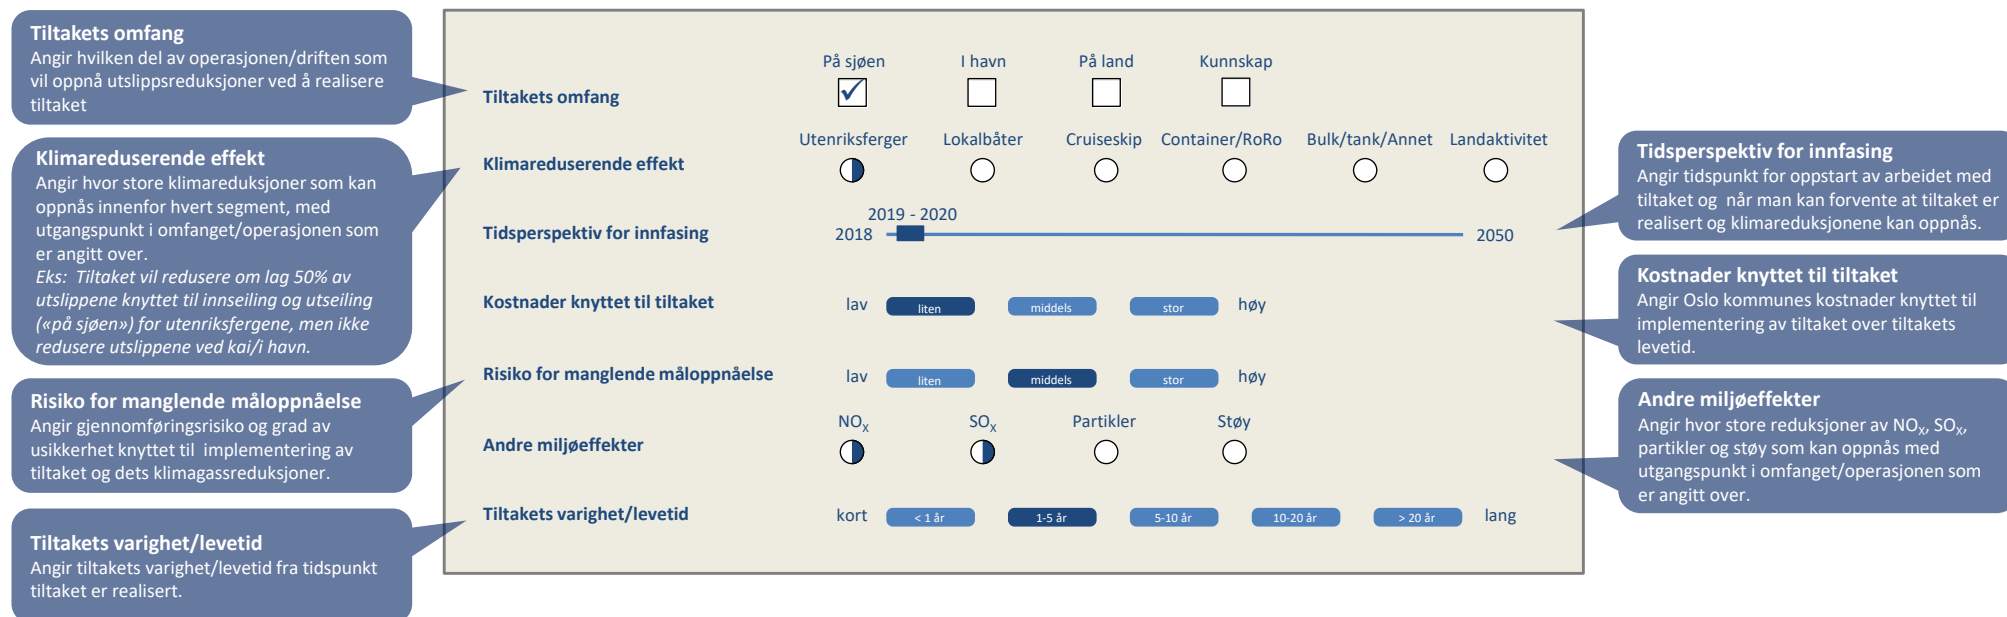 Tiltakets omfang
Angir hvilken del av operasjonen/driften som
vil oppnå utslippsreduksjoner ved å realisere
tiltaket
Klimareduserende effekt
Angir hvor store klimareduksjoner som kan
oppnås innenfor hvert segment, med
utgangspunkt i omfanget/operasjonen som
er angitt over.
Eks: Tiltaket vil redusere om lag 50% av
utslippene knyttet til innseiling og utseiling
(«på sjøen») for utenriksfergene, men ikke
redusere utslippene ved kai/i havn.
Risiko for manglende måloppnåelse
Angir gjennomføringsrisiko og grad av
usikkerhet knyttet til implementering av
tiltaket og dets klimagassreduksjoner.
Tiltakets varighet/levetid
Angir tiltakets varighet/levetid fra tidspunkt
tiltaket er realisert.
På sjøen I havn På land Kunnskap
Tiltakets omfang
Utenriksferger Lokalbåter Cruiseskip Container/RoRo Bulk/tank/Annet Landaktivitet
Klimareduserende effekt
2019 - 2020
Tidsperspektiv for innfasing 2018 2050
Kostnader knyttet til tiltaket lav liten middels stor høy
Risiko for manglende måloppnåelse lav liten middels stor høy
NOX SOX Partikler Støy
Andre miljøeffekter
Tiltakets varighet/levetid kort < 1 år 1-5 år 5-10 år 10-20 år > 20 år lang
Tidsperspektiv for innfasing
Angir tidspunkt for oppstart av arbeidet med
tiltaket og når man kan forvente at tiltaket er
realisert og klimareduksjonene kan oppnås.
Kostnader knyttet til tiltaket
Angir Oslo kommunes kostnader knyttet til
implementering av tiltaket over tiltakets
levetid.
Andre miljøeffekter
Angir hvor store reduksjoner av NOX, SOX,
partikler og støy som kan oppnås med
utgangspunkt i omfanget/operasjonen som
er angitt over.